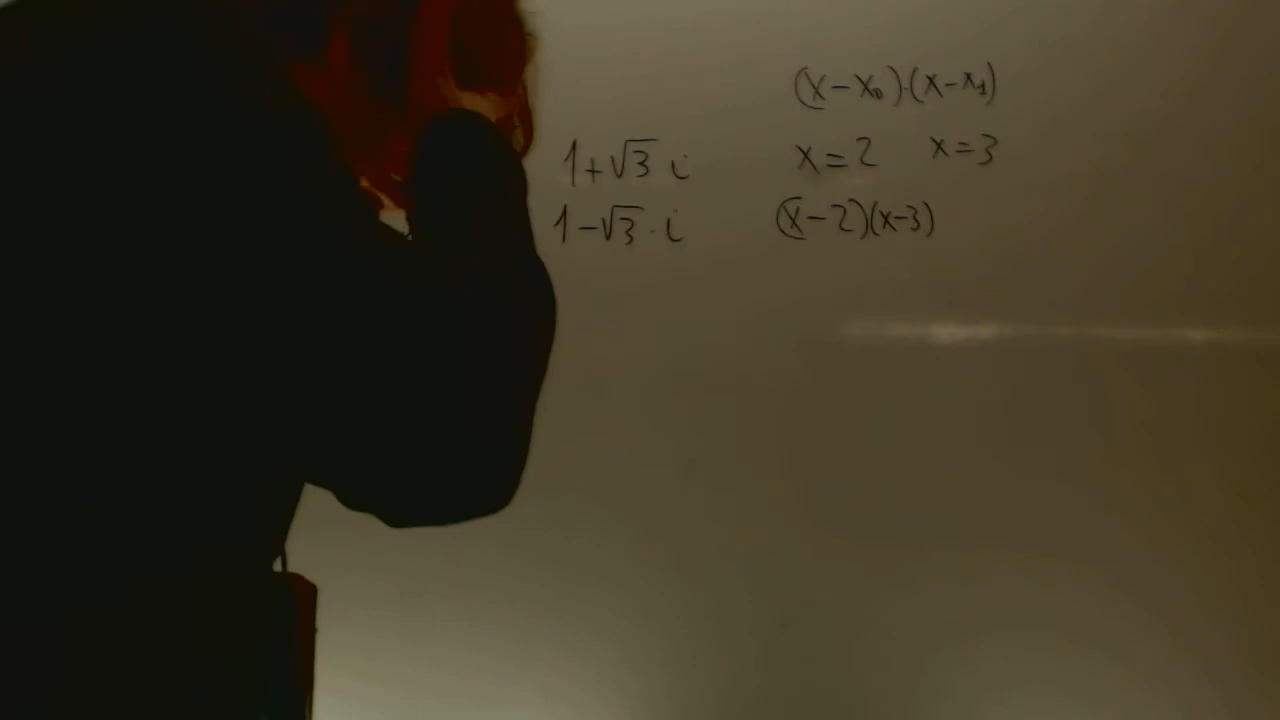 (x-x₀)·(x-x₁)
1+√3 i
x=2 x=3
1-√3·i
(x-2)(x-3)